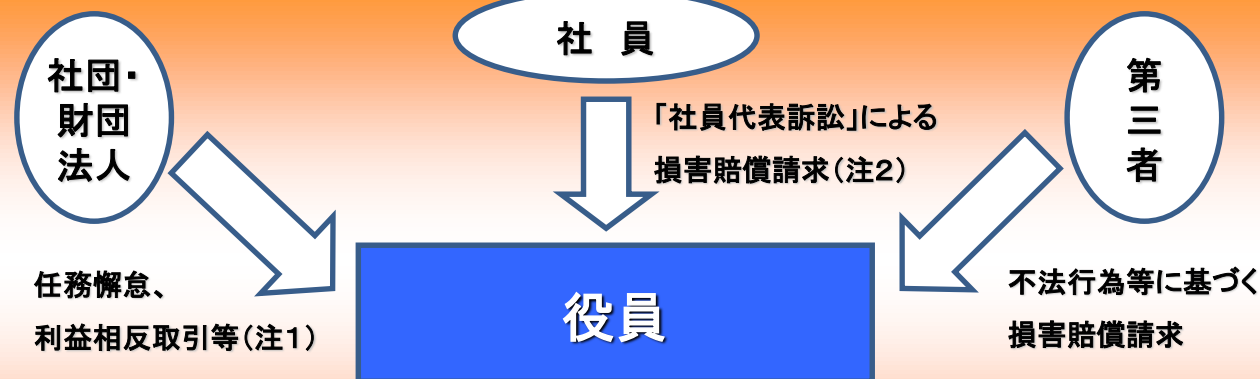 社団・
財団
法人
社 員
「社員代表訴訟」による
損害賠償請求（注２）
第
三
者
任務懈怠、
利益相反取引等（注１）
役員
不法行為等に基づく
損害賠償請求